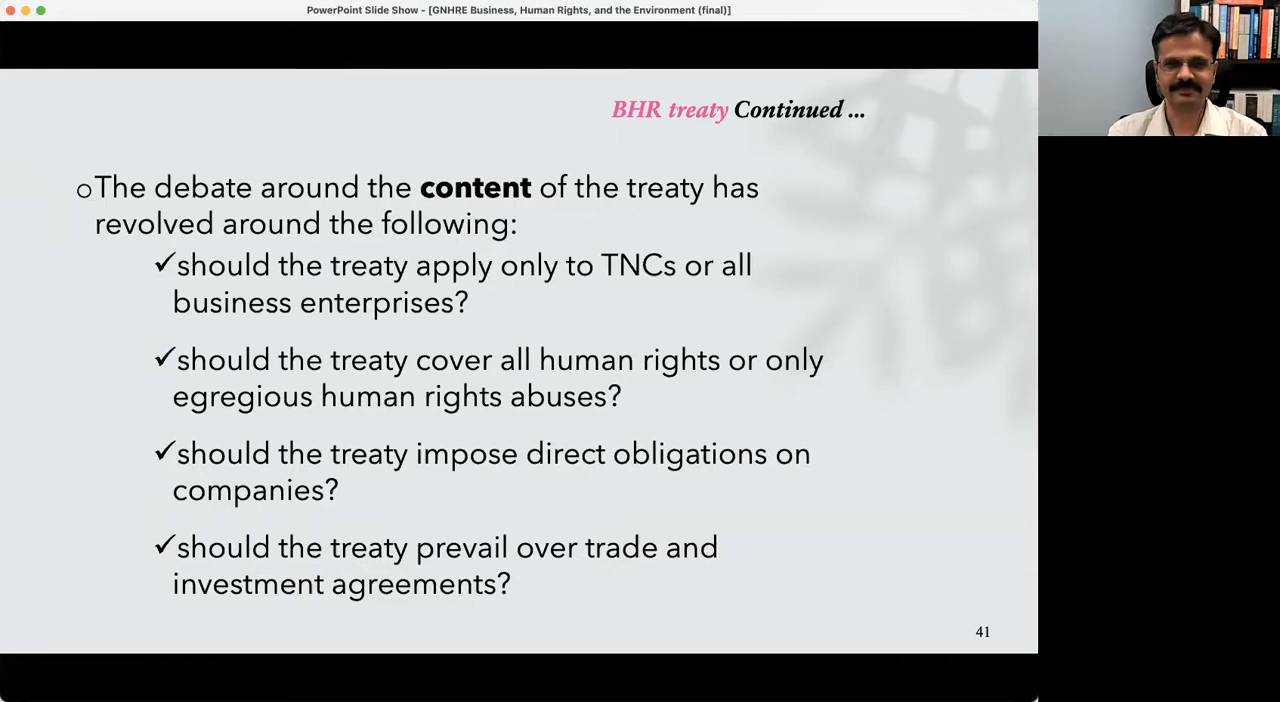 PowerPoint Slide Show - [GNHRE Business, Human Rights, and the Environment (final)]
BHR treaty Continued ...
oThe debate around the content of the treaty has
revolved around the following:
✓should the treaty apply only to TNCs or all
business enterprises?
✓should the treaty cover all human rights or only
egregious human rights abuses?
✓should the treaty impose direct obligations on
companies?
✓should the treaty prevail over trade and
investment agreements?
41